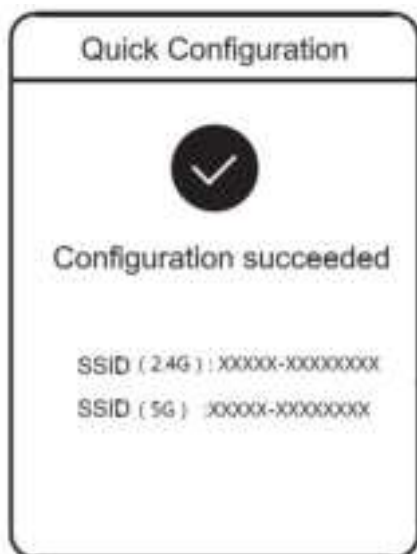 Quick Configuration
Configuration succeeded
SSID ( 2.4G ) : XXXXX-XXXXXXXX
SSID ( 5G ) :XXXXX-XXXXXXXX